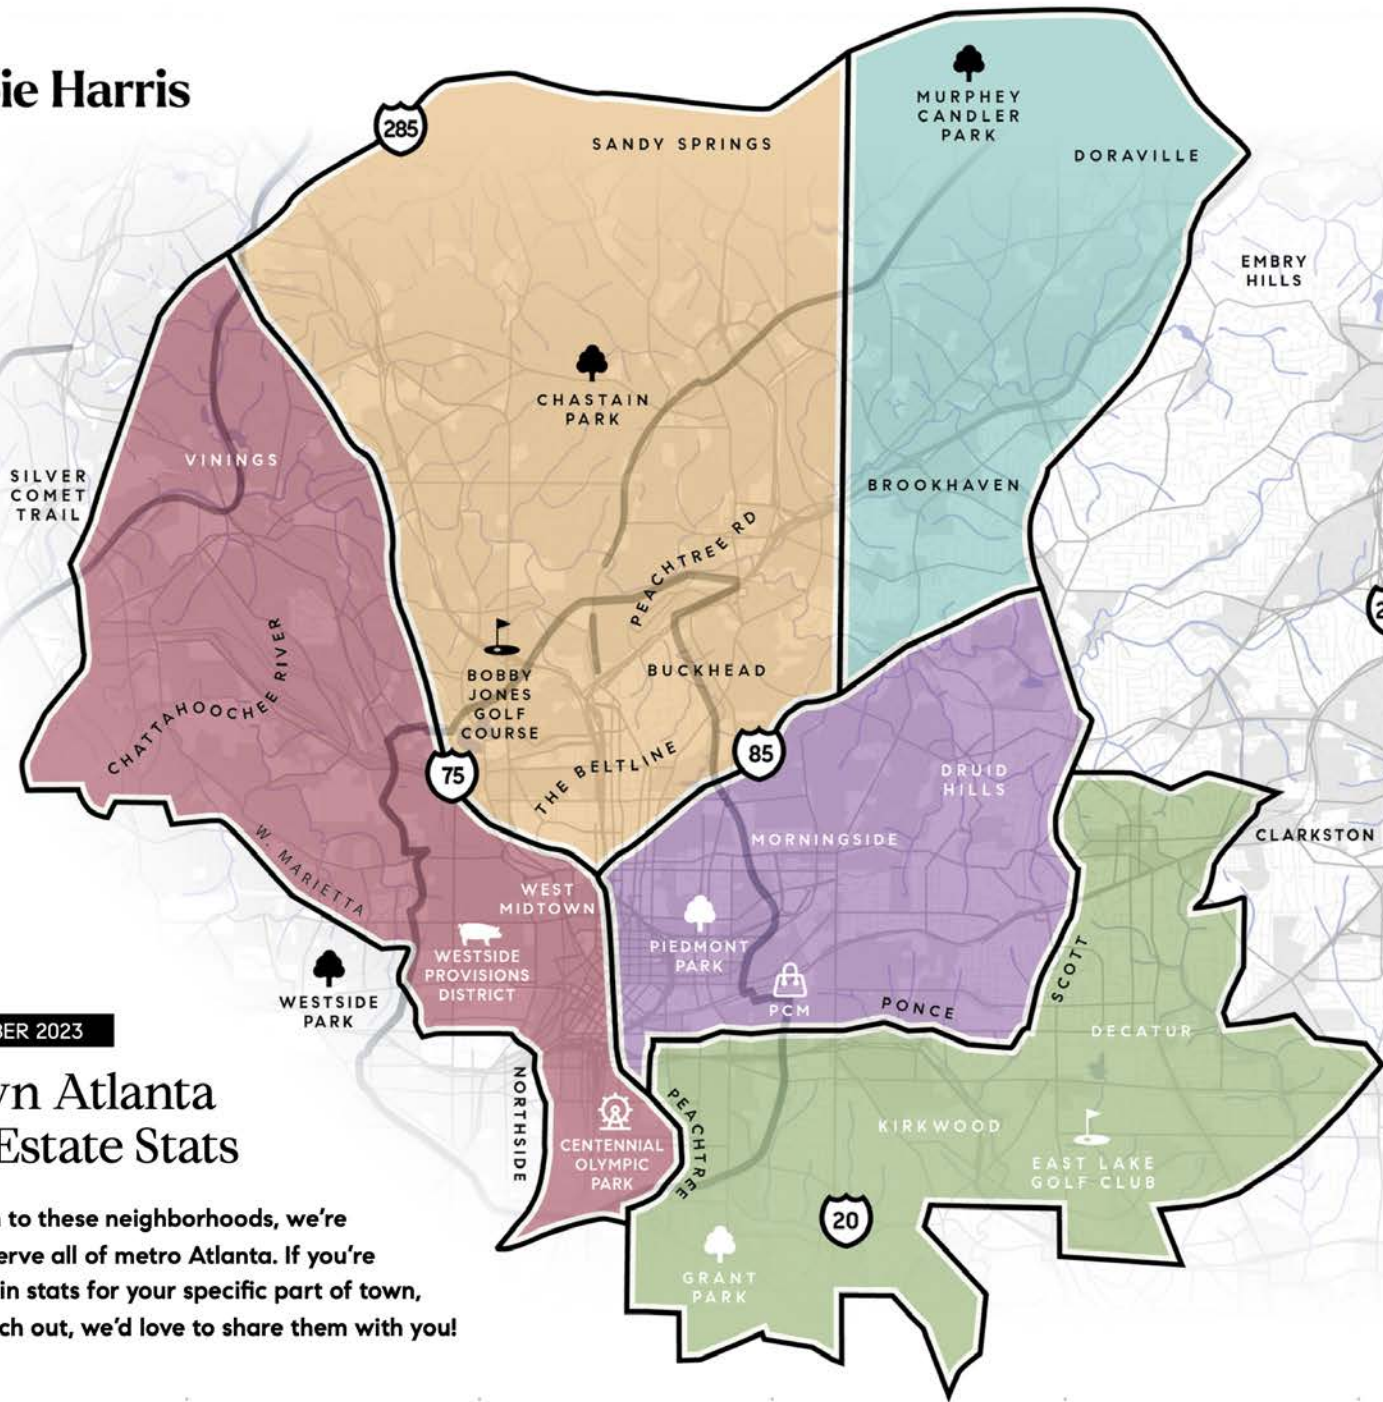 ie Harris
285
SANDY SPRINGS
MURPHEY
CANDLER
PARK
DORAVILLE
EMBRY
HILLS
CHASTAIN
PARK
VININGS
SILVER
COMET
TRAIL
BROOKHAVEN
PEACHTREE RD
CHATTAHOOCHEE RIVER
BOBBY
JONES
GOLF
COURSE
BUCKHEAD
75
THE BELTLINE
85
DRUID
HILLS
MORNINGSIDE
CLARKSTON
W. MARIETTA
WEST
MIDTOWN
WESTSIDE
PROVISIONS
DISTRICT
PIEDMONT
PARK
PCM
PONCE
SCOTT
WESTSIDE
PARK
DECATUR
BER 2023
wn Atlanta
Estate Stats
NORTHSIDE
CENTENNIAL
OLYMPIC
PARK
PEACHTREE
KIRKWOOD
EAST LAKE
GOLF CLUB
20
GRANT
PARK
to these neighborhoods, we're
erve all of metro Atlanta. If you're
in stats for your specific part of town,
ch out, we'd love to share them with you!